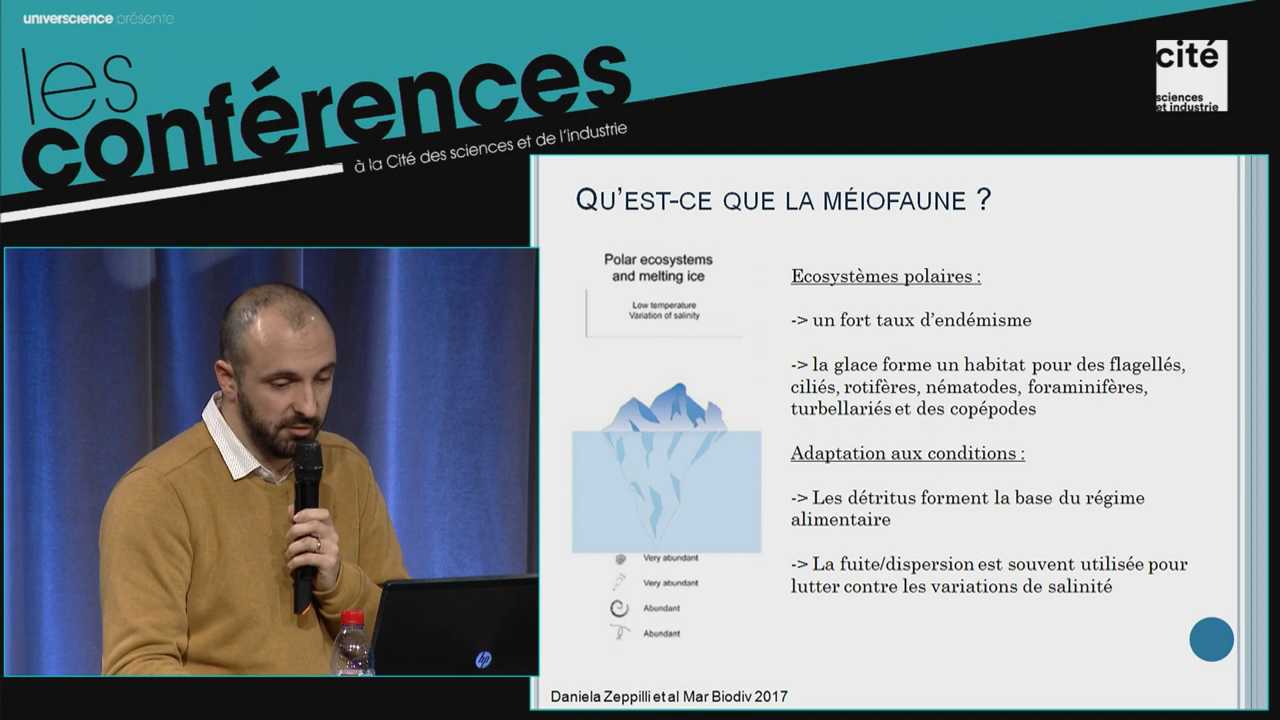 universcience présente
les
conférences
à la Cité des sciences et de l'industrie
cité
sciences
et industrie
QU'EST-CE QUE LA MÉIOFAUNE ?
Polar ecosystems
and melting ice
Low temperature
Variation of salinity
Very abundant
Very abundant
Abundant
Abundant
Ecosystèmes polaires :
-> un fort taux d'endémisme
-> la glace forme un habitat pour des flagellés,
ciliés, rotifères, nématodes, foraminifères,
turbellariés et des copépodes
Adaptation aux conditions :
-> Les détritus forment la base du régime
alimentaire
-> La fuite/dispersion est souvent utilisée pour
lutter contre les variations de salinité
Daniela Zeppilli et al Mar Biodiv 2017
hp